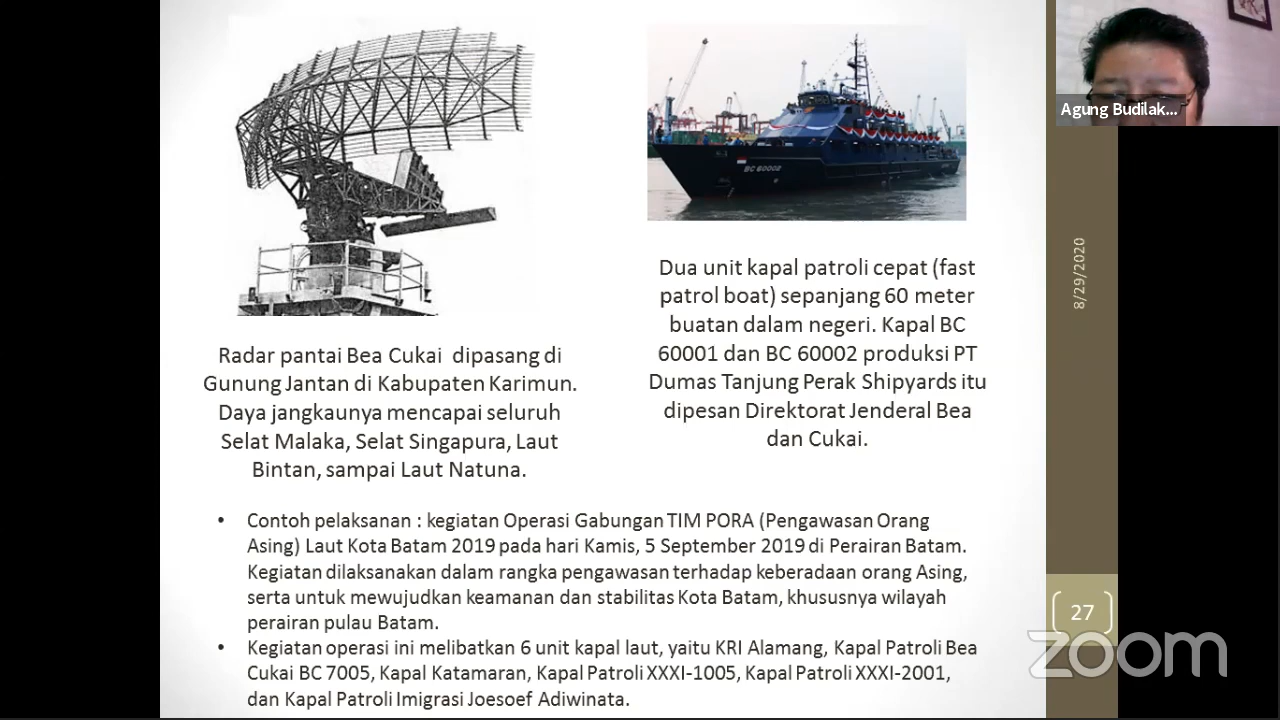 Agung Budilak...
BC 60002
8/29/2020
Radar pantai Bea Cukai dipasang di
Gunung Jantan di Kabupaten Karimun.
Daya jangkaunya mencapai seluruh
Selat Malaka, Selat Singapura, Laut
Bintan, sampai Laut Natuna.
Dua unit kapal patroli cepat (fast
patrol boat) sepanjang 60 meter
buatan dalam negeri. Kapal BC
60001 dan BC 60002 produksi PT
Dumas Tanjung Perak Shipyards itu
dipesan Direktorat Jenderal Bea
dan Cukai.
• Contoh pelaksanan : kegiatan Operasi Gabungan TIM PORA (Pengawasan Orang
Asing) Laut Kota Batam 2019 pada hari Kamis, 5 September 2019 di Perairan Batam.
Kegiatan dilaksanakan dalam rangka pengawasan terhadap keberadaan orang Asing,
serta untuk mewujudkan keamanan dan stabilitas Kota Batam, khususnya wilayah
perairan pulau Batam.
• Kegiatan operasi ini melibatkan 6 unit kapal laut, yaitu KRI Alamang, Kapal Patroli Bea
Cukai BC 7005, Kapal Katamaran, Kapal Patroli XXXI-1005, Kapal Patroli XXXI-2001,
dan Kapal Patroli Imigrasi Joesoef Adiwinata.
27
zoom